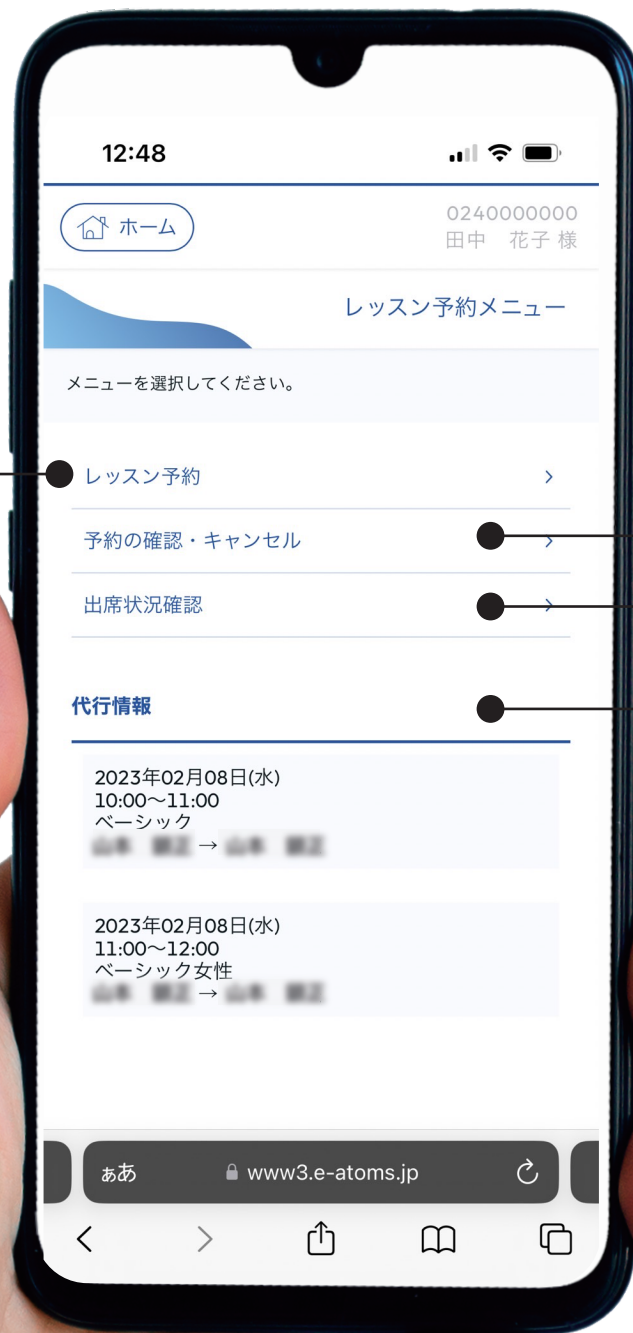 12:48
ホーム
0240000000
田中　花子 様
レッスン予約メニュー
メニューを選択してください。
レッスン予約
予約の確認・キャンセル
出席状況確認
代行情報
2023年02月08日(水)
10:00〜11:00
ベーシック
→
2023年02月08日(水)
11:00〜12:00
ベーシック女性
→
ぁあ
www3.e-atoms.jp